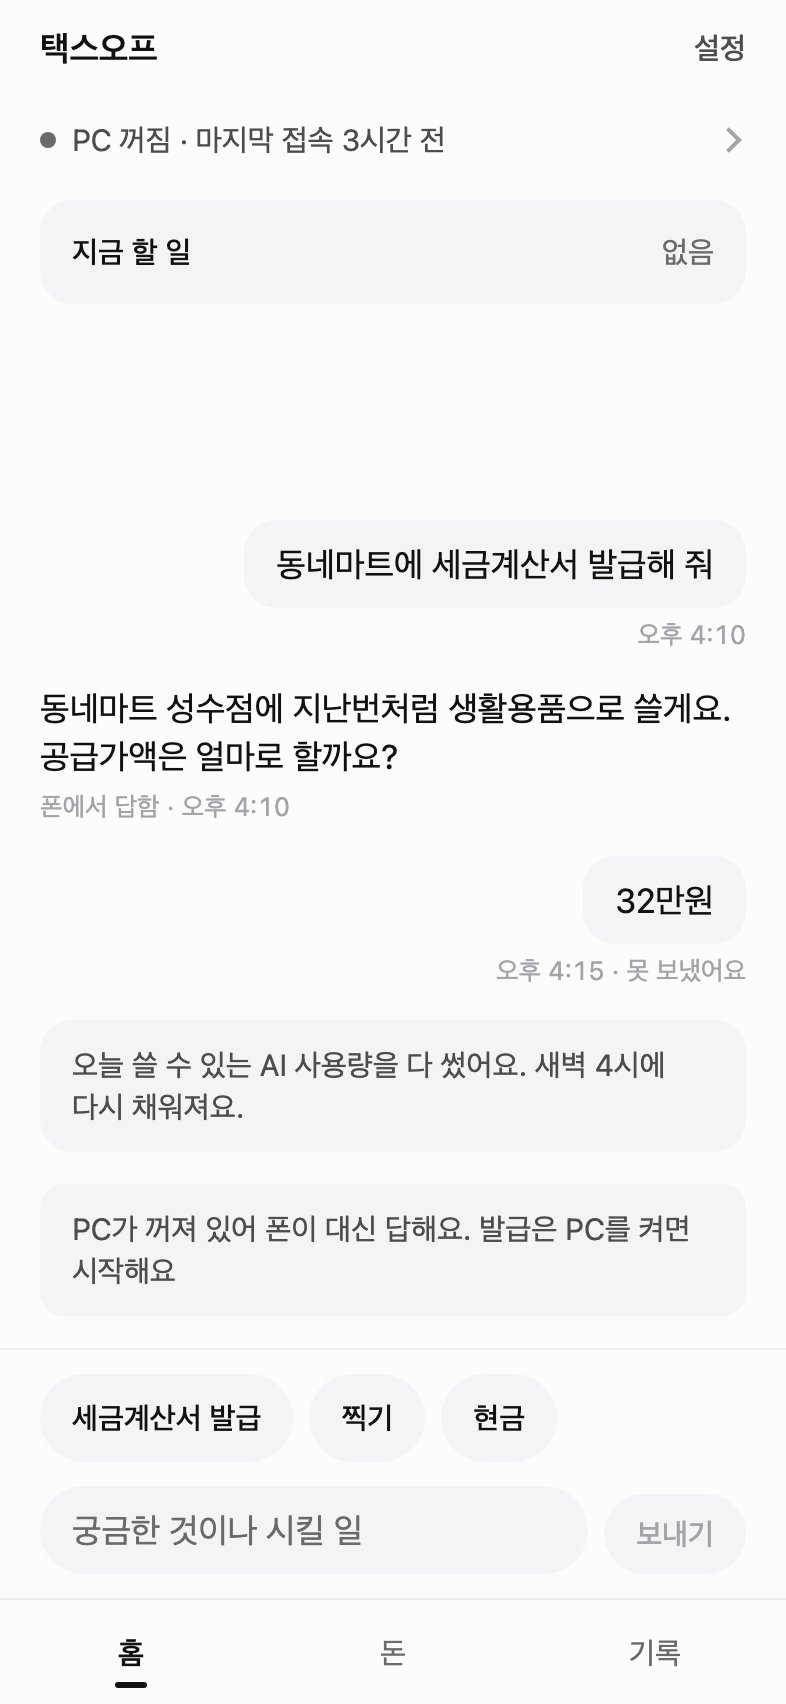 택스오프
설정
PC 꺼짐 · 마지막 접속 3시간 전
지금 할 일
없음
동네마트에 세금계산서 발급해 줘
오후 4:10
동네마트 성수점에 지난번처럼 생활용품으로 쓸게요.
공급가액은 얼마로 할까요?
폰에서 답함 · 오후 4:10
32만원
오후 4:15 · 못 보냈어요
오늘 쓸 수 있는 AI 사용량을 다 썼어요. 새벽 4시에
다시 채워져요.
PC가 꺼져 있어 폰이 대신 답해요. 발급은 PC를 켜면
시작해요
세금계산서 발급
찍기
현금
궁금한 것이나 시킬 일
보내기
홈
돈
기록